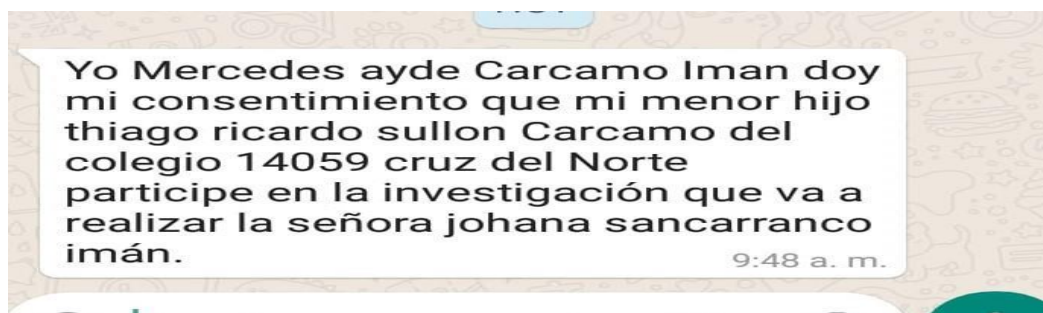 Yo Mercedes ayde Carcamo Iman doy
mi consentimiento que mi menor hijo
thiago ricardo sullon Carcamo del
colegio 14059 cruz del Norte
participe en la investigación que va a
realizar la señora johana sancarranco
imán.
9:48 a. m.